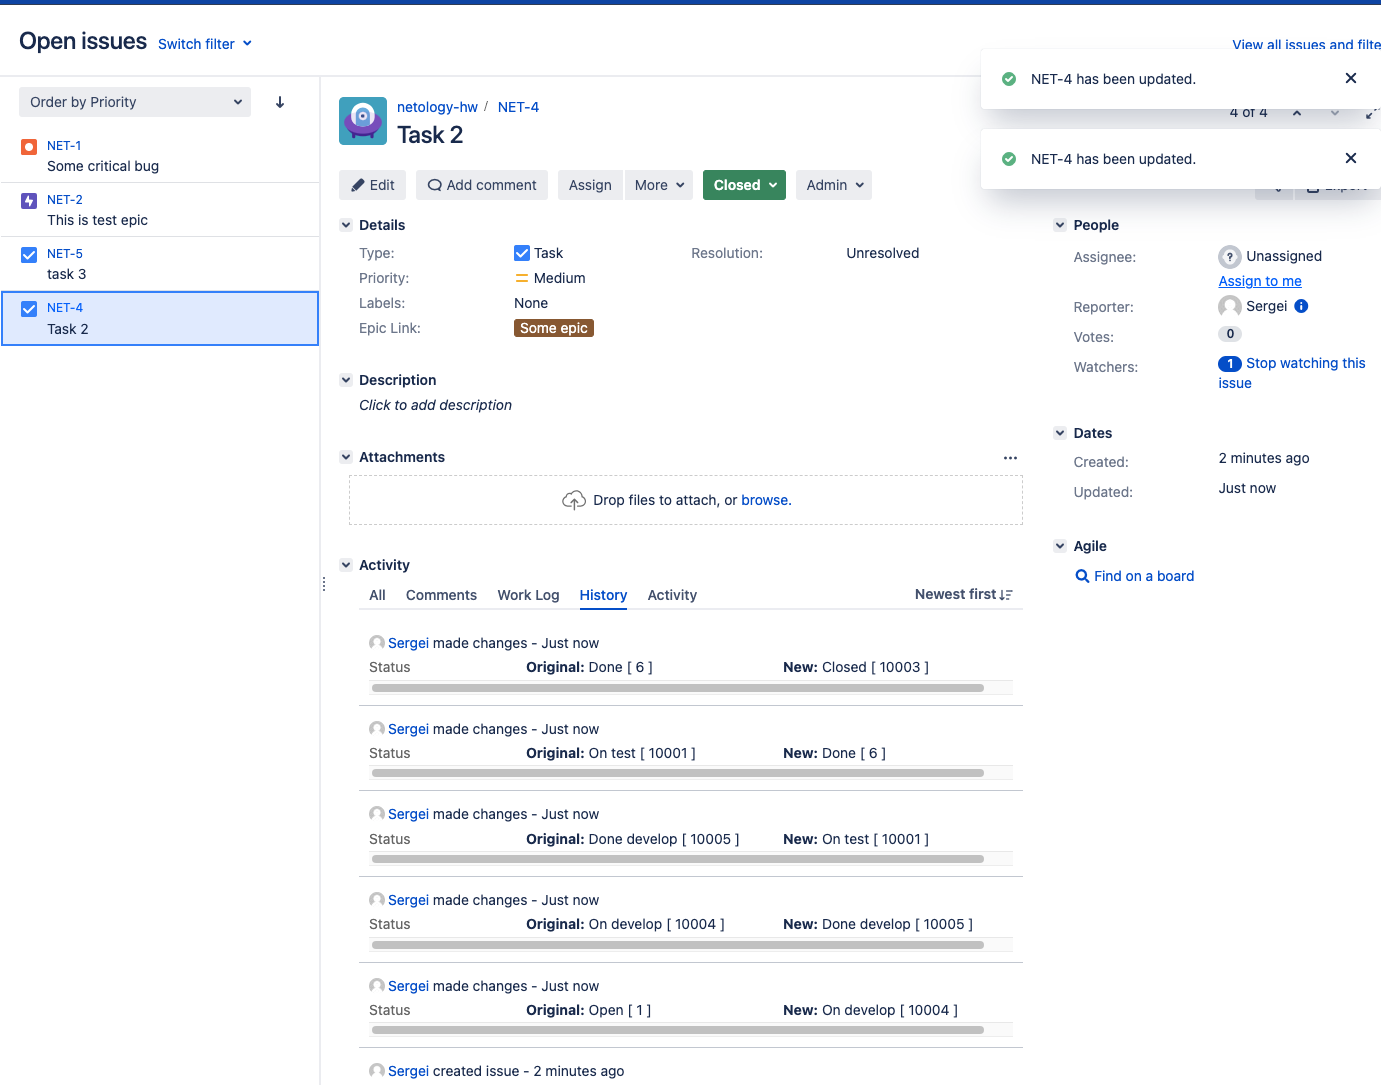 Open issues Switch filter
View all issues and filte
NET-4 has been updated.
4 of 4
NET-4 has been updated.
Order by Priority
NET-1
Some critical bug
NET-2
This is test epic
NET-5
task 3
NET-4
Task 2
netology-hw / NET-4
Task 2
Edit Add comment Assign More Closed Admin Export
Details
Type: Task Resolution: Unresolved
Priority: Medium
Labels: None
Epic Link: Some epic
Description
Click to add description
Attachments
Drop files to attach, or browse.
Activity
All Comments Work Log History Activity Newest first
Sergei made changes - Just now
Status Original: Done [ 6 ] New: Closed [ 10003 ]
Sergei made changes - Just now
Status Original: On test [ 10001 ] New: Done [ 6 ]
Sergei made changes - Just now
Status Original: Done develop [ 10005 ] New: On test [ 10001 ]
Sergei made changes - Just now
Status Original: On develop [ 10004 ] New: Done develop [ 10005 ]
Sergei made changes - Just now
Status Original: Open [ 1 ] New: On develop [ 10004 ]
Sergei created issue - 2 minutes ago
People
Assignee: ? Unassigned
Assign to me
Reporter: Sergei
Votes: 0
Watchers: 1 Stop watching this
issue
Dates
Created: 2 minutes ago
Updated: Just now
Agile
Find on a board